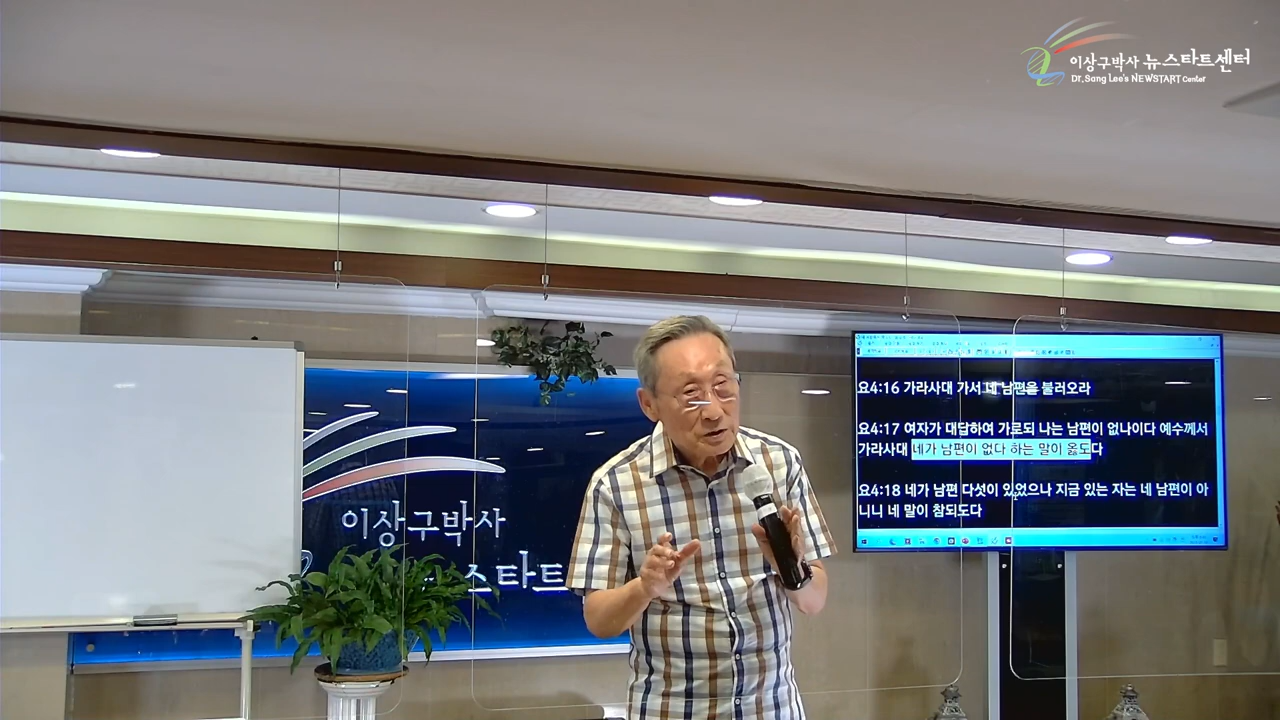 이상구박사 뉴스타트센터
Dr. Sang Lee's NEWSTART Center
요4:16 가라사대 가서 네 남편을 불러오라
요4:17 여자가 대답하여 가로되 나는 남편이 없나이다 예수께서
가라사대 네가 남편이 없다 하는 말이 옳도다
요4:18 네가 남편 다섯이 있었으나 지금 있는 자는 네 남편이 아
니니 네 말이 참되도다
이상구박사
스타트